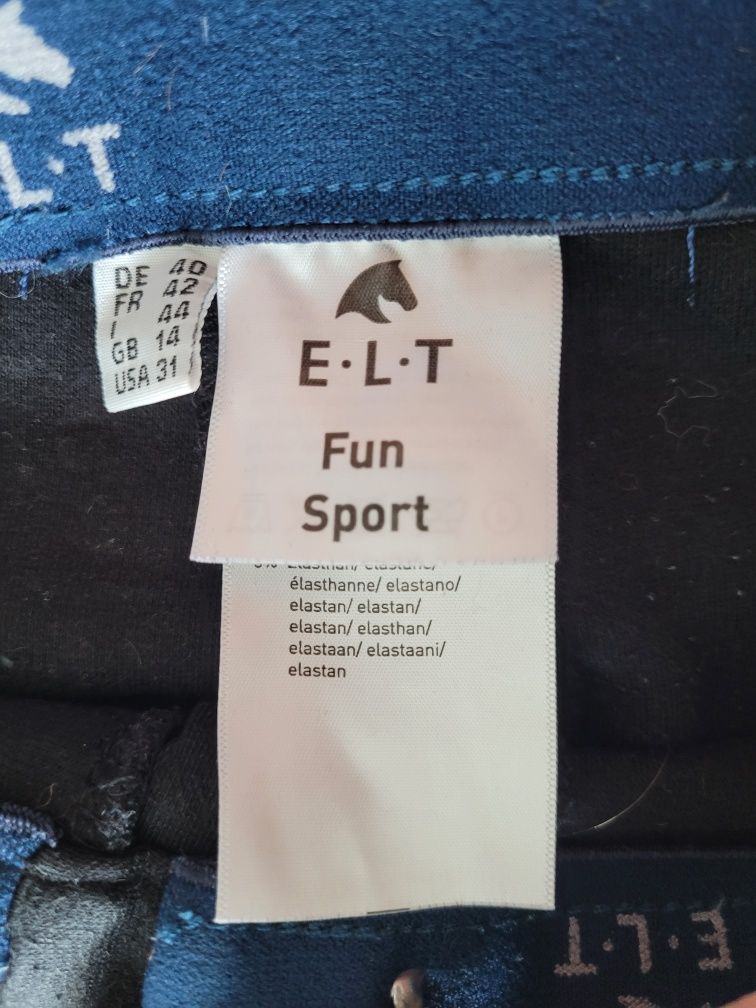 L·T
DE 40
FR 42
I 44
GB 14
USA 31
E·L·T
Fun
Sport
élasthanne/ elastano/
elastan/ elastan/
elastan/ elasthan/
elastaan/ elastaani/
elastan
E·L·T